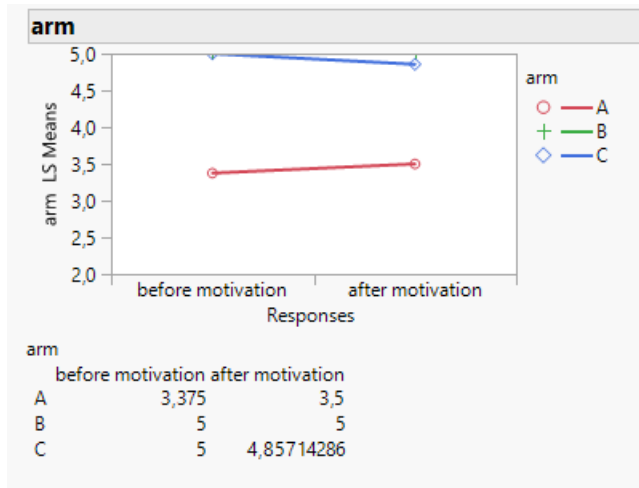 arm
5,0
4,5
4,0
3,5
3,0
2,5
2,0
arm LS Means
before motivation after motivation
Responses
arm
A
B
C
arm
before motivation after motivation
A 3,375 3,5
B 5 5
C 5 4,85714286